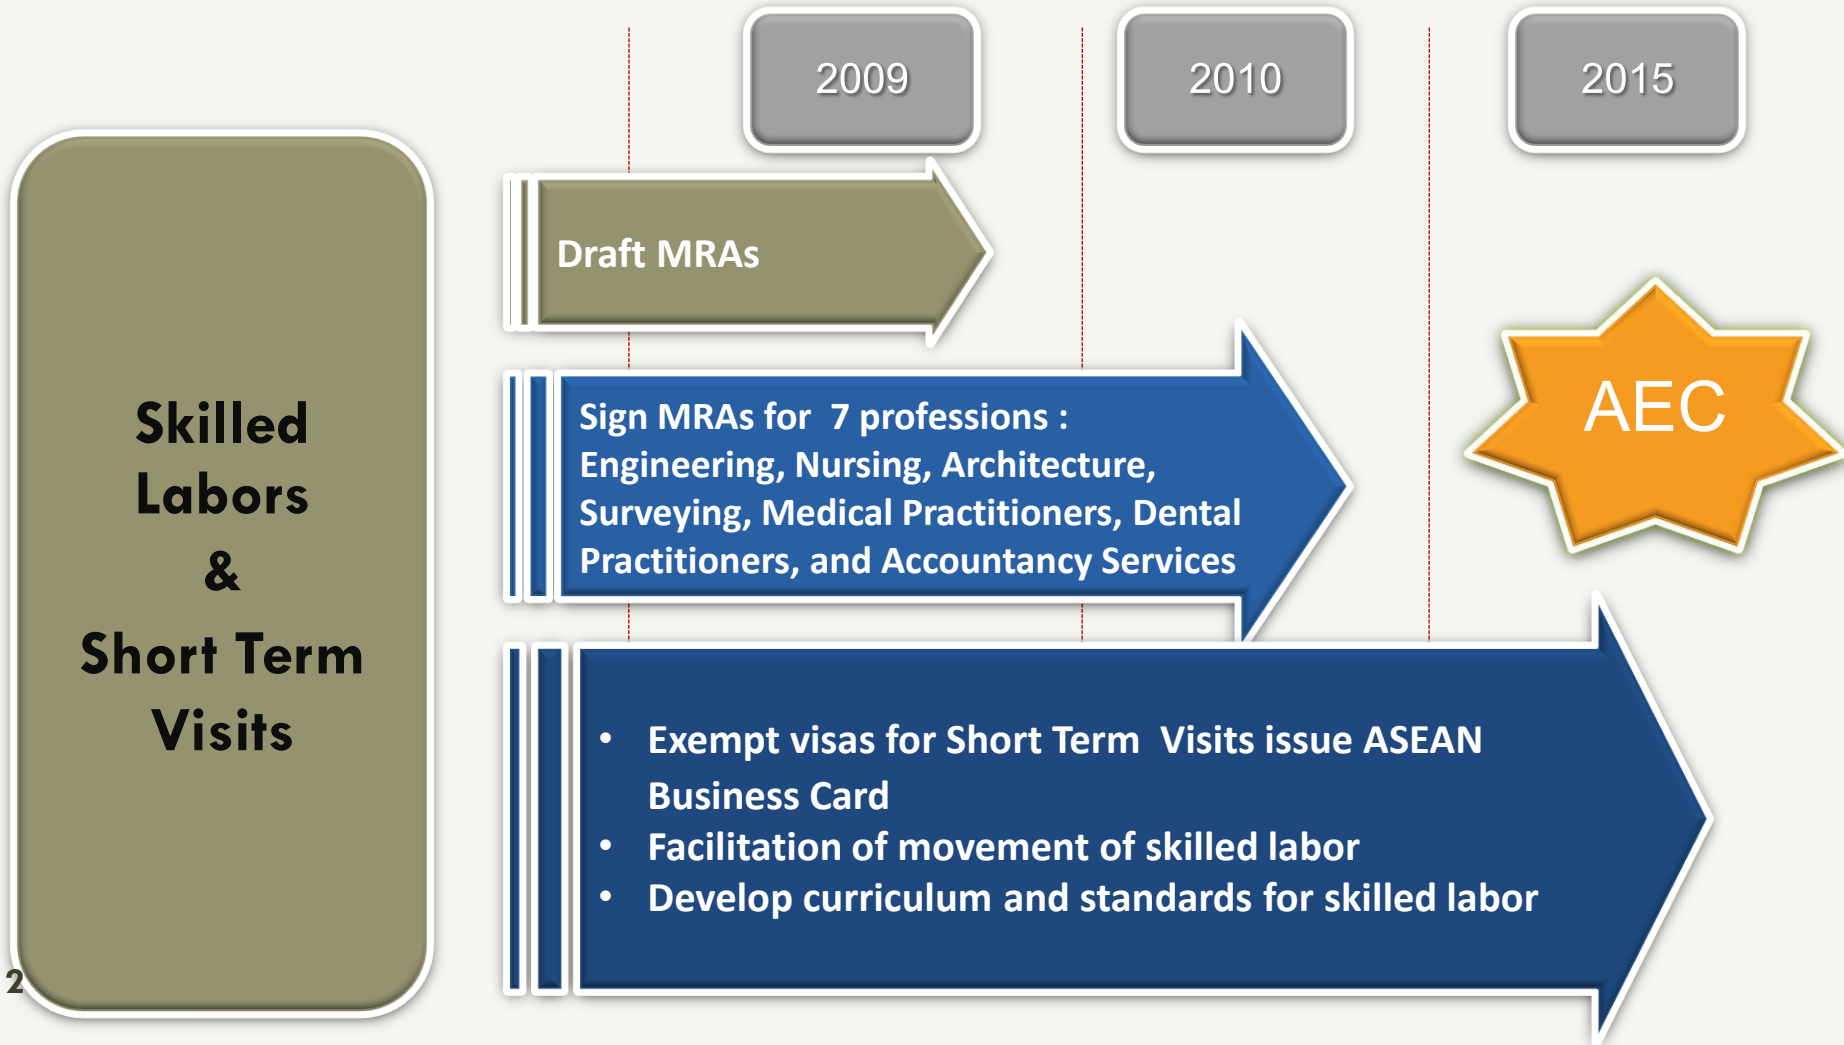 2009
2010
2015
Skilled
Labors
&
Short Term
Visits
Draft MRAs
Sign MRAs for  7 professions :
Engineering, Nursing, Architecture,
Surveying, Medical Practitioners, Dental
Practitioners, and Accountancy Services
AEC
• Exempt visas for Short Term  Visits issue ASEAN
Business Card
• Facilitation of movement of skilled labor
• Develop curriculum and standards for skilled labor
2